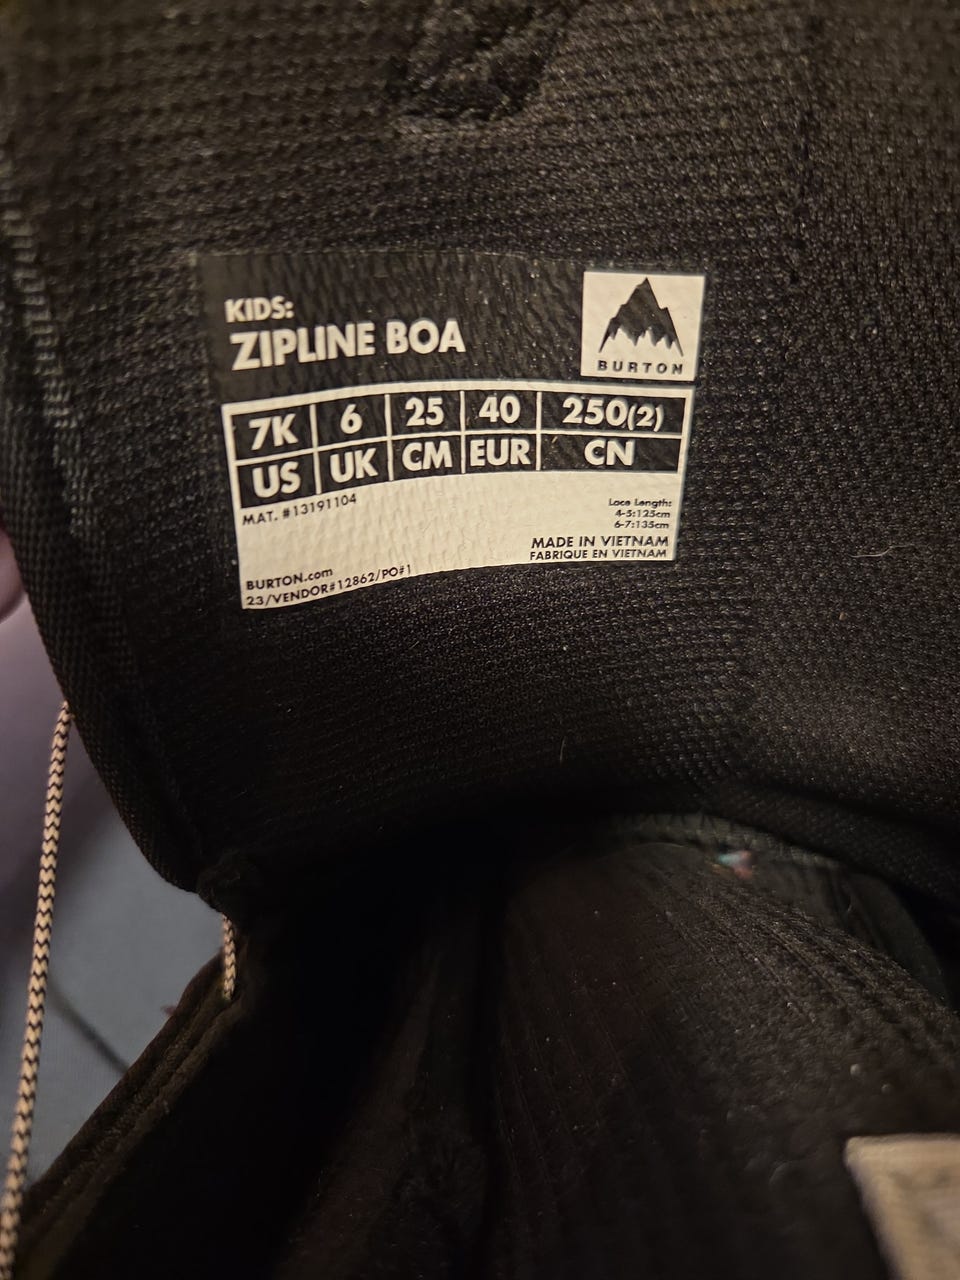 KIDS:
ZIPLINE BOA
BURTON
7K 6 25 40 250(2)
US UK CM EUR CN
MAT. #13191104
Lace Length:
4-5:125cm
6-7:135cm
MADE IN VIETNAM
FABRIQUE EN VIETNAM
BURTON.com
23/VENDOR#12862/PO#1